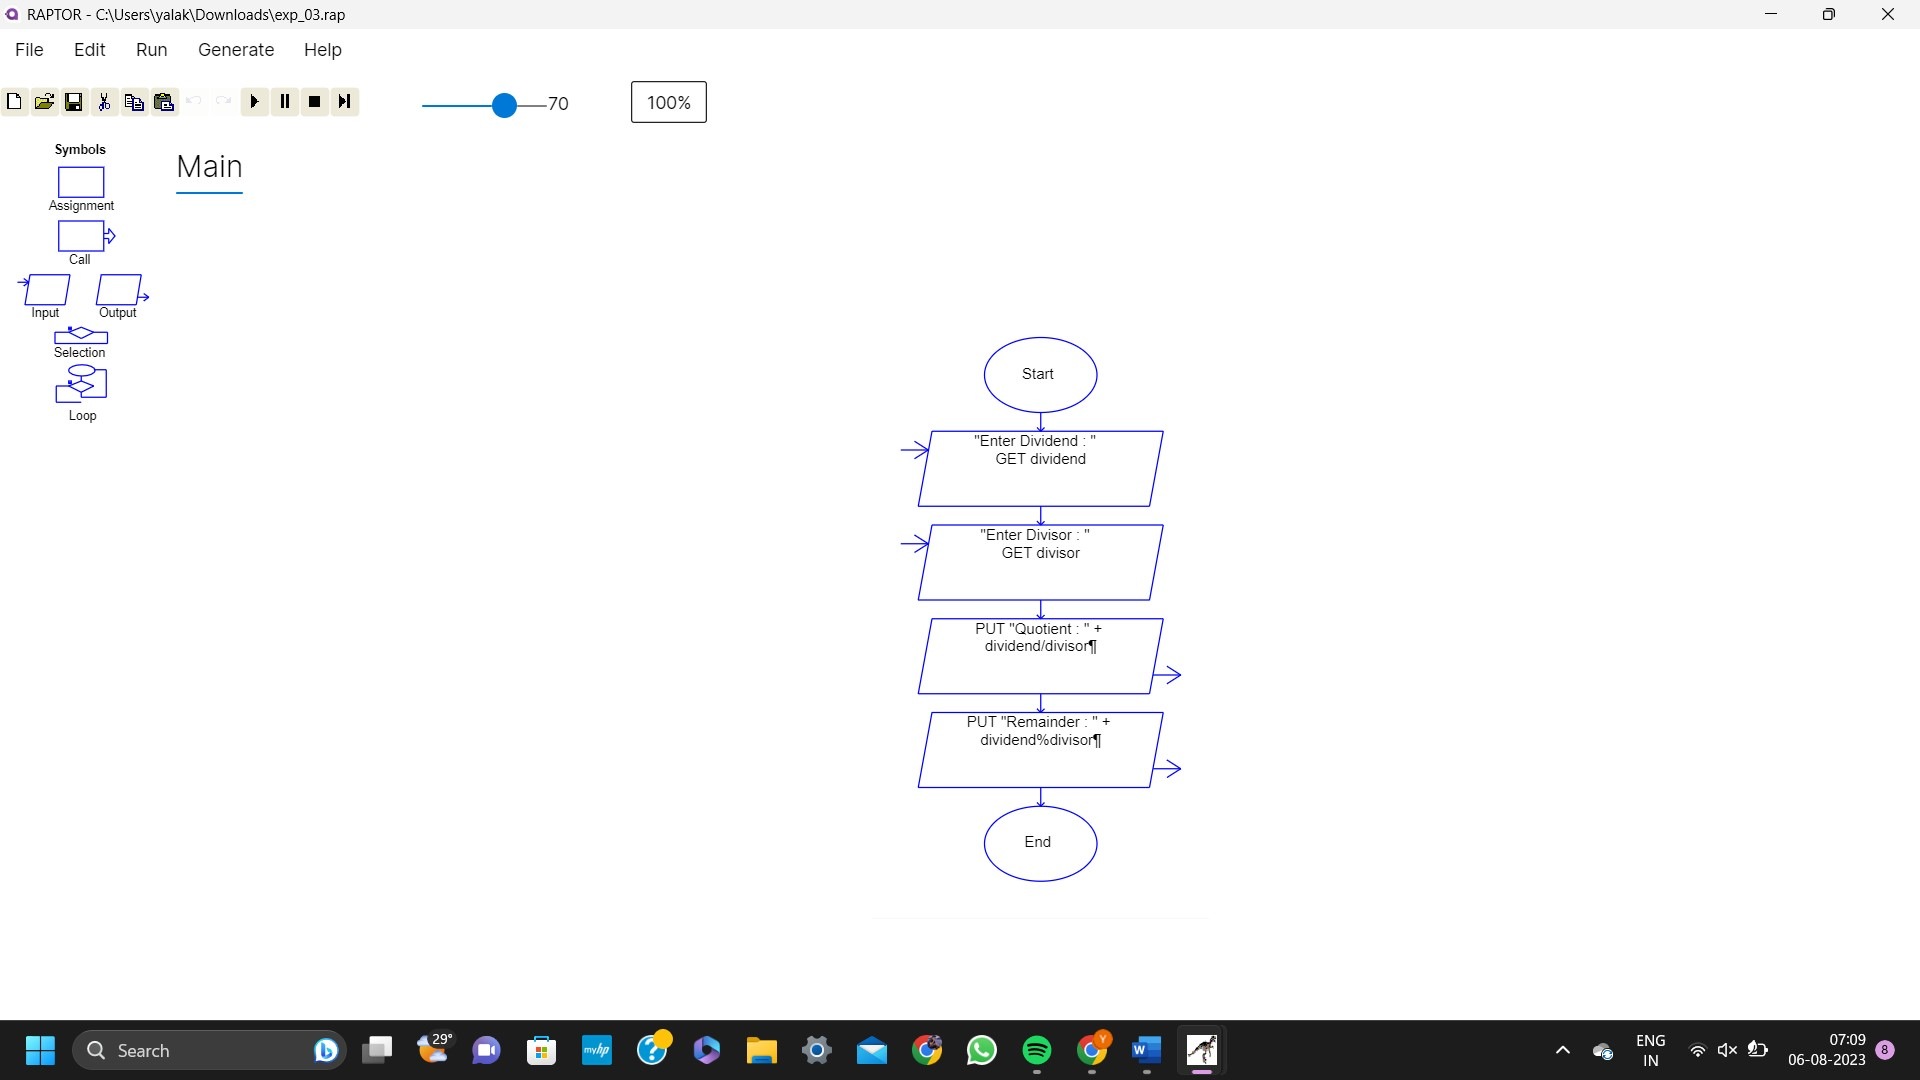 RAPTOR - C:\Users\yalak\Downloads\exp_03.rap
File Edit Run Generate Help
70
100%
Symbols
Assignment
Call
Input Output
Selection
Loop
Main
Start
"Enter Dividend : "
GET dividend
"Enter Divisor : "
GET divisor
PUT "Quotient : " +
dividend/divisor¶
PUT "Remainder : " +
dividend%divisor¶
End
Search
29°
myhp
Y
W
ENG
IN
07:09
06-08-2023
8